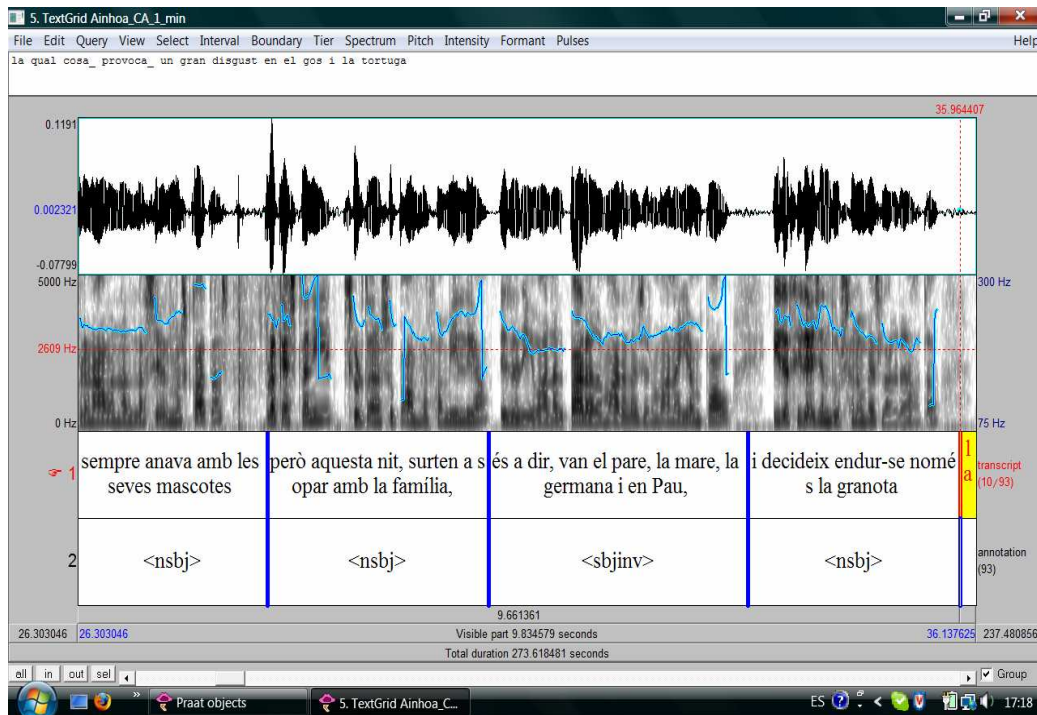 5. TextGrid Ainhoa_CA_1_min
File Edit Query View Select Interval Boundary Tier Spectrum Pitch Intensity Formant Pulses Help
la qual cosa_ provoca_ un gran disgust en el gos i la tortuga
35.964407
0.1191
0.002321
-0.07799
5000 Hz 300 Hz
2609 Hz
0 Hz 75 Hz
1 sempre anava amb les però aquesta nit, surten a s és a dir, van el pare, la mare, la i decideix endur-se nomé l transcript
seves mascotes opar amb la família, germana i en Pau, s la granota a (10/93)
2 <nsbj> <nsbj> <sbjinv> <nsbj> annotation
(93)
9.661361
26.303046 26.303046 Visible part 9.834579 seconds 36.137625 237.480856
Total duration 273.618481 seconds
all in out sel Group
» Praat objects 5. TextGrid Ainhoa_C... ES 17:18